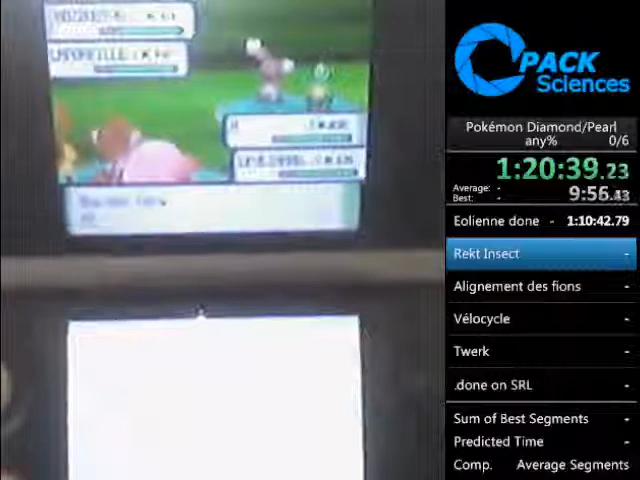 PACK
Sciences
Pokémon Diamond/Pearl
any% 0/6
1:20:39.23
Average: -
Best: -
9:56.43
Eolienne done - 1:10:42.79
Rekt Insect -
Alignement des fions -
Vélocycle -
Twerk -
.done on SRL -
Sum of Best Segments -
Predicted Time -
Comp. Average Segments